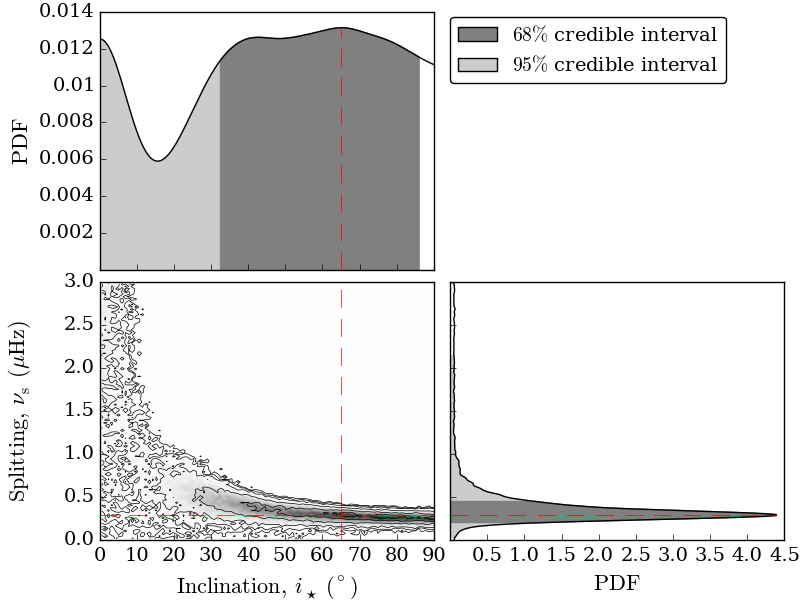 0.014
0.012
0.01
0.008
0.006
0.004
0.002
PDF
68% credible interval
95% credible interval
3.0
2.5
2.0
1.5
1.0
0.5
0.0
Splitting, νs (μHz)
0 10 20 30 40 50 60 70 80 90
Inclination, i⋆ (°)
0.5 1.0 1.5 2.0 2.5 3.0 3.5 4.0 4.5
PDF